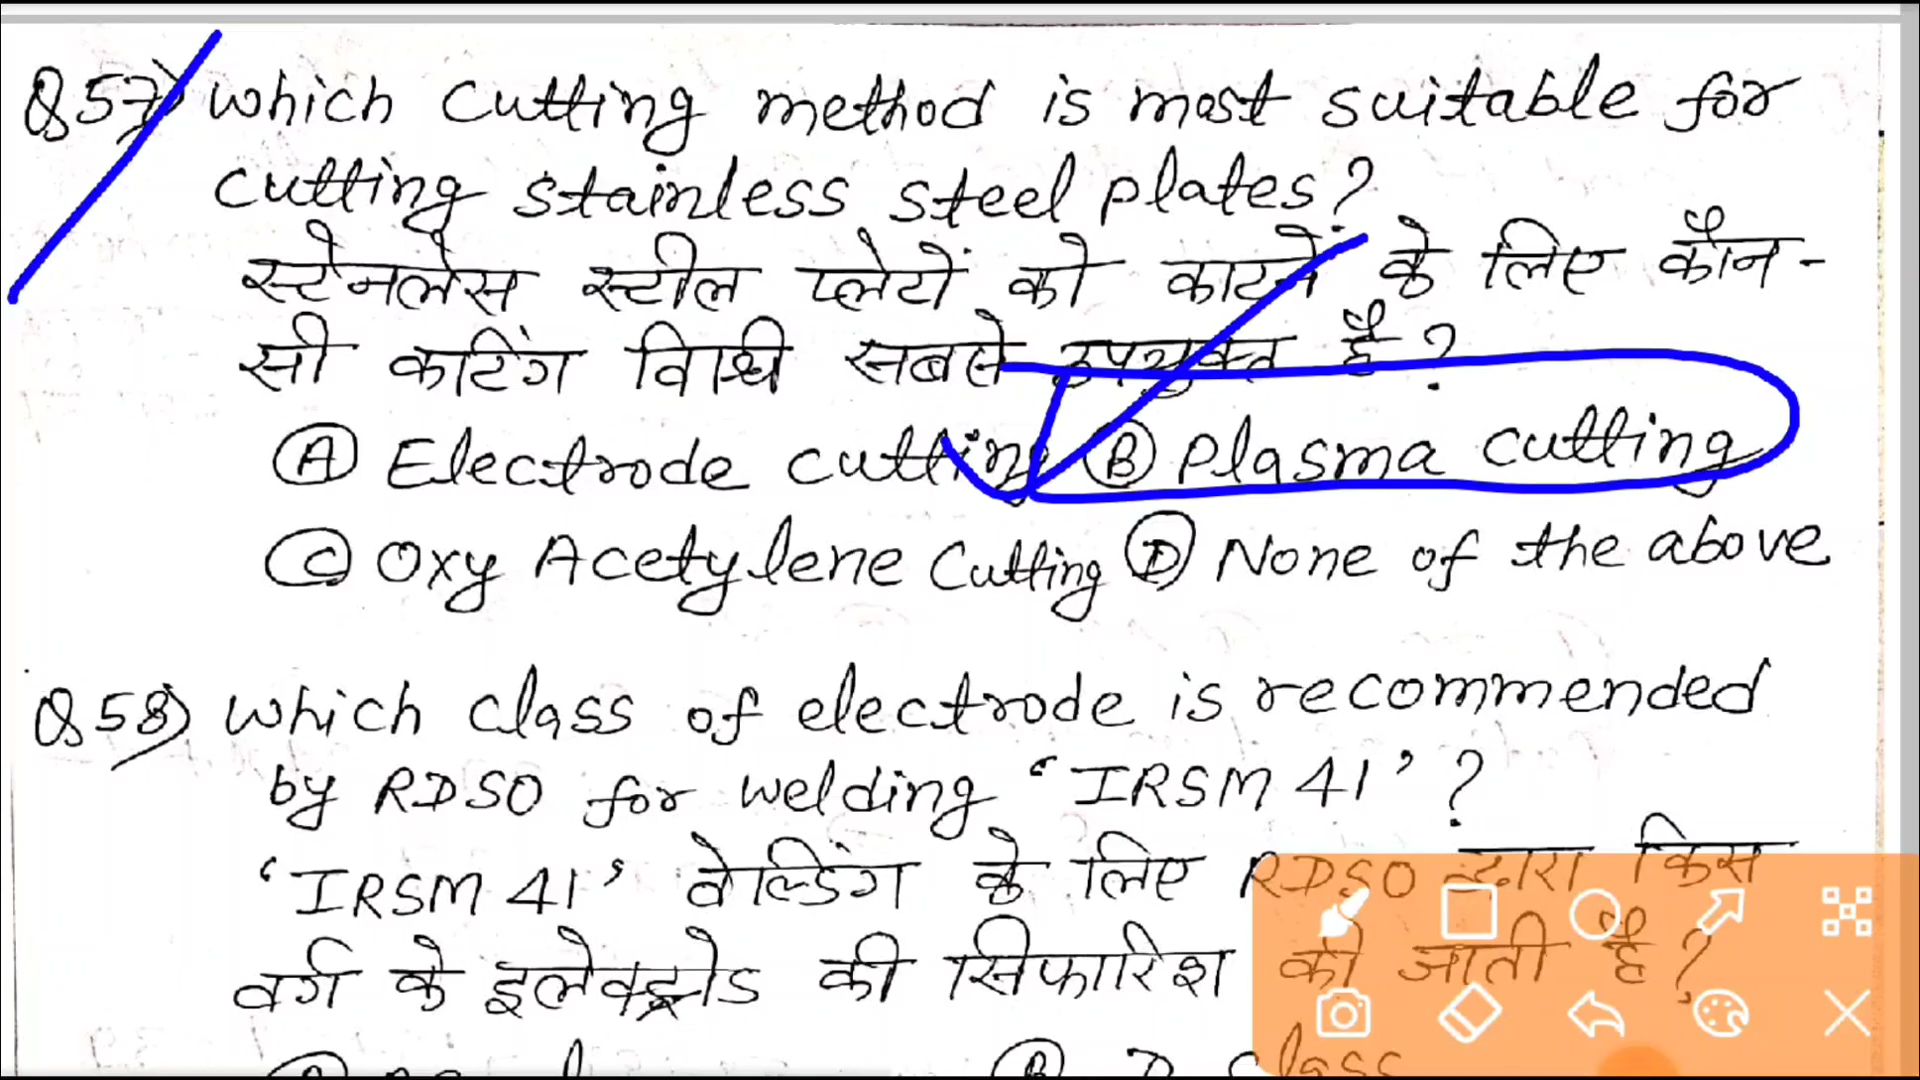 Q57) which cutting method is most suitable for
cutting stainless steel plates?
स्टेनलेस स्टील प्लेटों को काटने के लिए कौन-
सी कटिंग विधि सबसे उपयुक्त है?
(A) Electrode cutting (B) Plasma cutting
(C) Oxy Acetylene Cutting (D) None of the above
Q58) which class of electrode is recommended
by RDSO for welding 'IRSM 41'?
'IRSM 41' वेल्डिंग के लिए RDSO द्वारा किस
वर्ग के इलेक्ट्रोड की सिफारिश की जाती है?
(B) D class